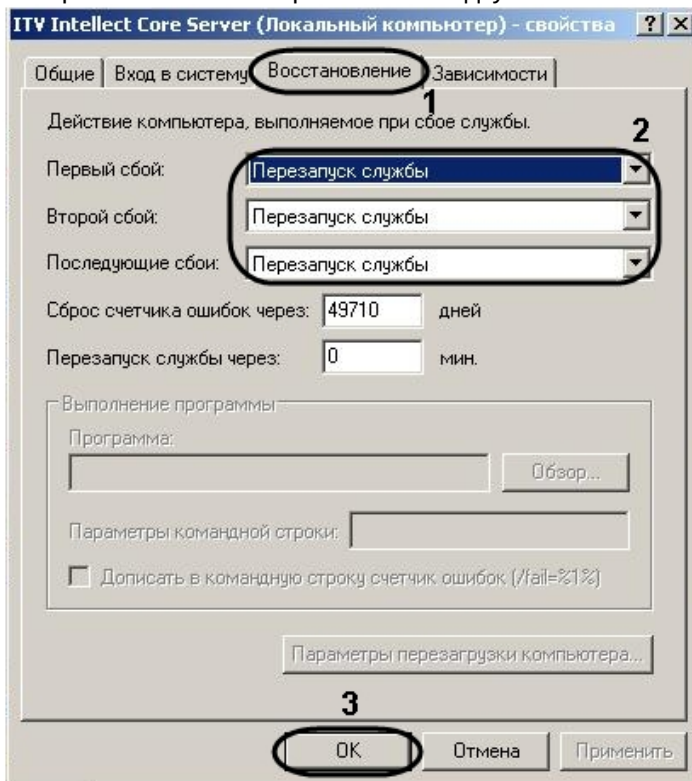 ITV Intellect Core Server (Локальный компьютер) - свойства
Общие
Вход в систему
Восстановление
Зависимости
1
Действие компьютера, выполняемое при сбое службы.
2
Первый сбой: Перезапуск службы
Второй сбой: Перезапуск службы
Последующие сбои: Перезапуск службы
Сброс счетчика ошибок через: 49710 дней
Перезапуск службы через: 0 мин.
Выполнение программы
Программа:
Обзор...
Параметры командной строки:
Дописать в командную строку счетчик ошибок (/fail=%1%)
Параметры перезагрузки компьютера...
3
OK
Отмена
Применить